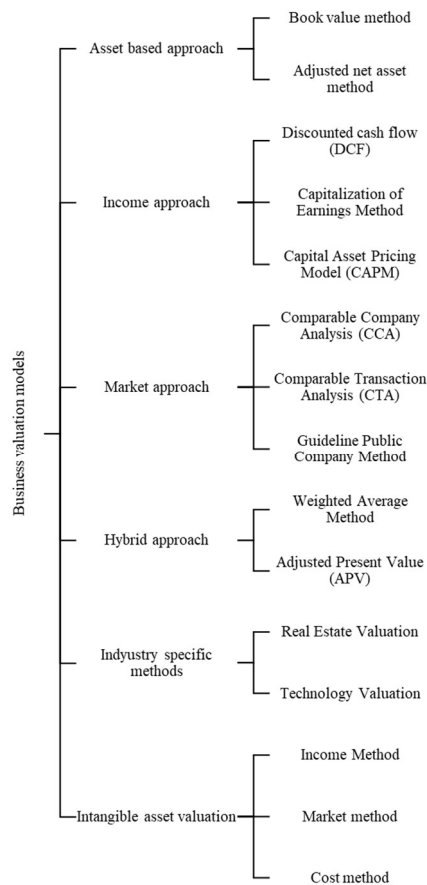 Business valuation models
Asset based approach
Book value method
Adjusted net asset
method
Income approach
Discounted cash flow
(DCF)
Capitalization of
Earnings Method
Capital Asset Pricing
Model (CAPM)
Market approach
Comparable Company
Analysis (CCA)
Comparable Transaction
Analysis (CTA)
Guideline Public
Company Method
Hybrid approach
Weighted Average
Method
Adjusted Present Value
(APV)
Indyustry specific
methods
Real Estate Valuation
Technology Valuation
Intangible asset valuation
Income Method
Market method
Cost method